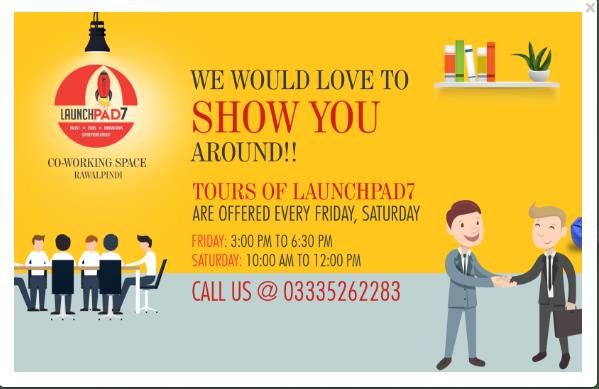 LAUNCHPAD7
CO-WORKING SPACE
RAWALPINDI
WE WOULD LOVE TO
SHOW YOU
AROUND!!
TOURS OF LAUNCHPAD7
ARE OFFERED EVERY FRIDAY, SATURDAY
FRIDAY: 3:00 PM TO 6:30 PM
SATURDAY: 10:00 AM TO 12:00 PM
CALL US @ 03335262283